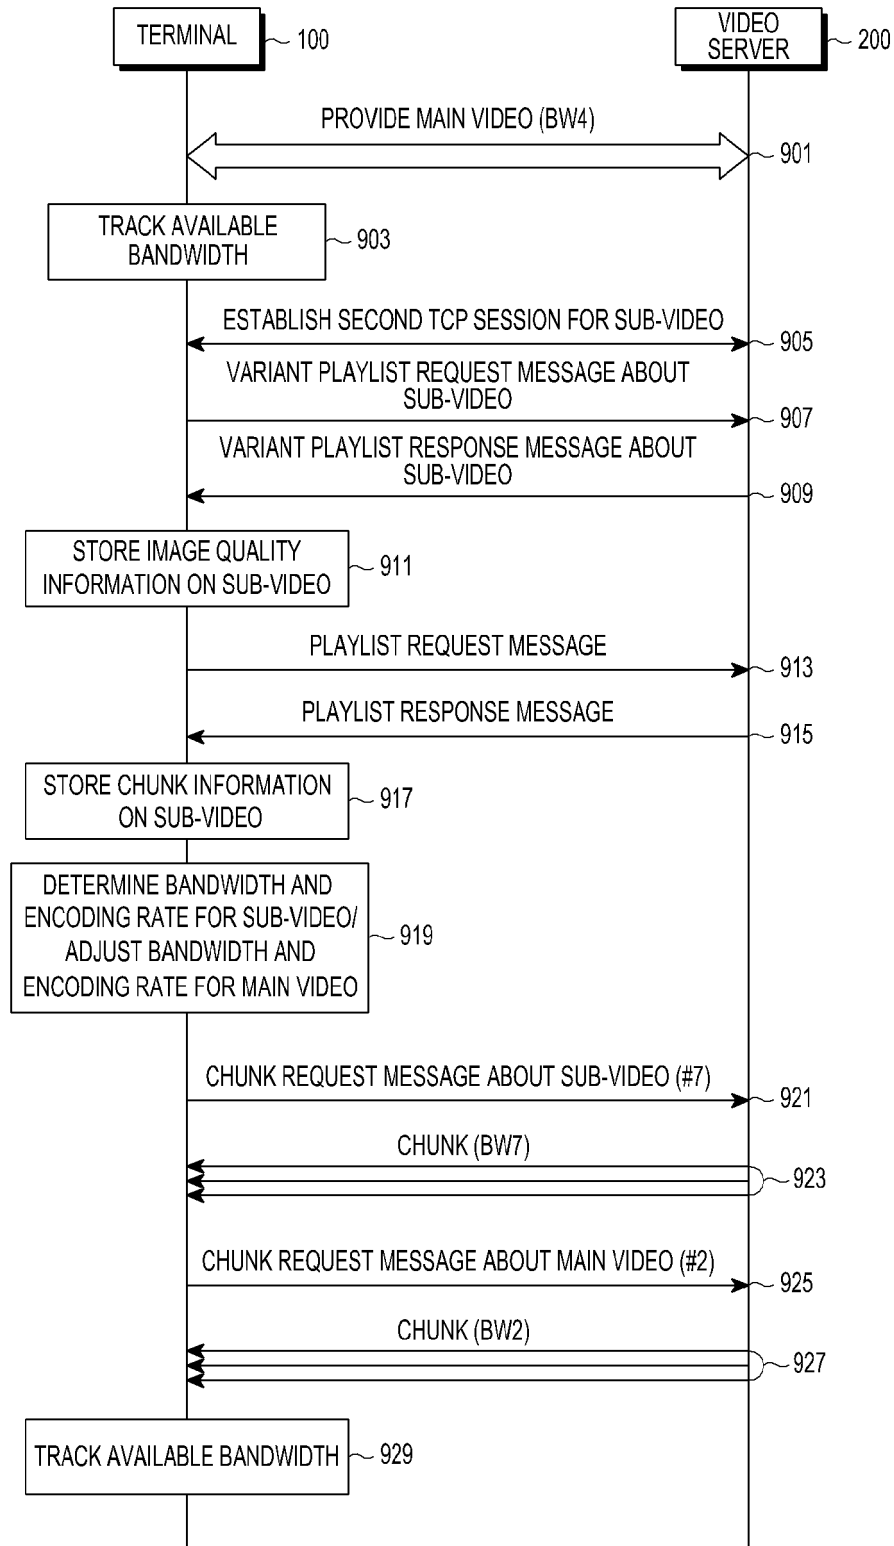 TERMINAL
100
VIDEO
SERVER
200
PROVIDE MAIN VIDEO (BW4)
901
TRACK AVAILABLE
BANDWIDTH
903
ESTABLISH SECOND TCP SESSION FOR SUB-VIDEO
905
VARIANT PLAYLIST REQUEST MESSAGE ABOUT
SUB-VIDEO
907
VARIANT PLAYLIST RESPONSE MESSAGE ABOUT
SUB-VIDEO
909
STORE IMAGE QUALITY
INFORMATION ON SUB-VIDEO
911
PLAYLIST REQUEST MESSAGE
913
PLAYLIST RESPONSE MESSAGE
915
STORE CHUNK INFORMATION
ON SUB-VIDEO
917
DETERMINE BANDWIDTH AND
ENCODING RATE FOR SUB-VIDEO/
ADJUST BANDWIDTH AND
ENCODING RATE FOR MAIN VIDEO
919
CHUNK REQUEST MESSAGE ABOUT SUB-VIDEO (#7)
921
CHUNK (BW7)
923
CHUNK REQUEST MESSAGE ABOUT MAIN VIDEO (#2)
925
CHUNK (BW2)
927
TRACK AVAILABLE BANDWIDTH
929